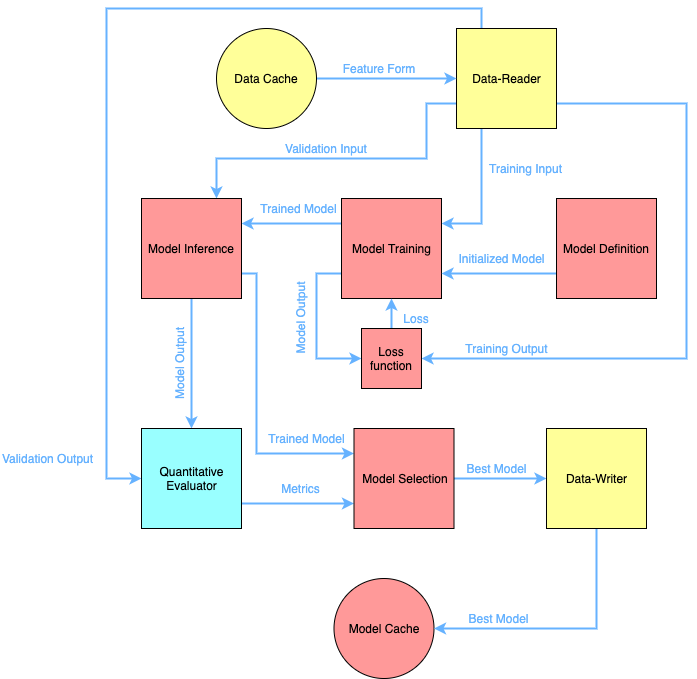 Data Cache
Feature Form
Data-Reader
Validation Input
Training Input
Trained Model
Model Inference
Model Training
Model Definition
Initialized Model
Model Output
Loss
Loss
function
Training Output
Model Output
Validation Output
Quantitative
Evaluator
Trained Model
Metrics
Model Selection
Best Model
Data-Writer
Model Cache
Best Model